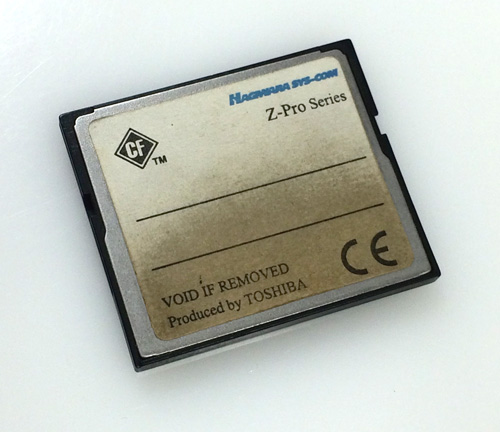 HAGIWARA SYS-COM
Z-Pro Series
CF TM
VOID IF REMOVED
Produced by TOSHIBA
CE